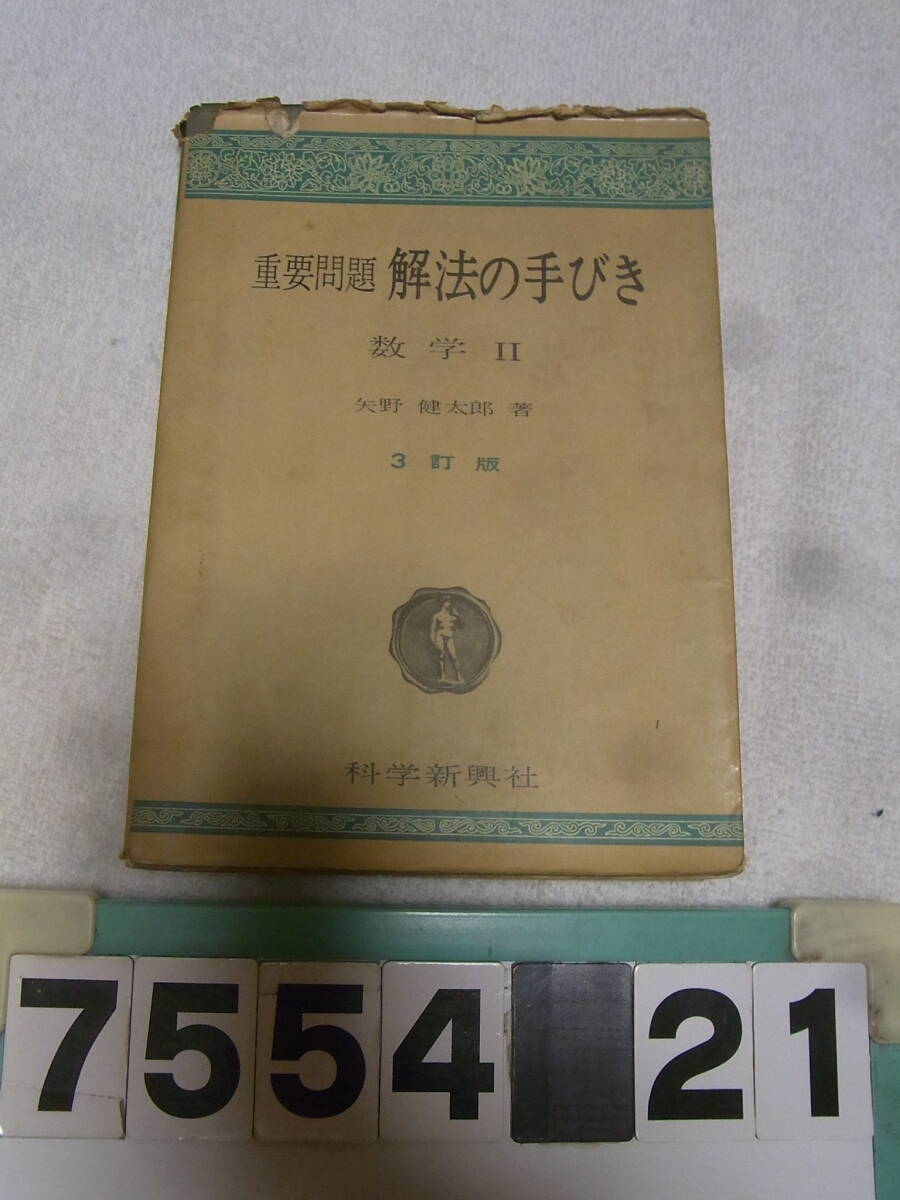 重要問題 解法の手びき
数学 II
矢野 健太郎 著
3訂版
科学新興社
7554 21